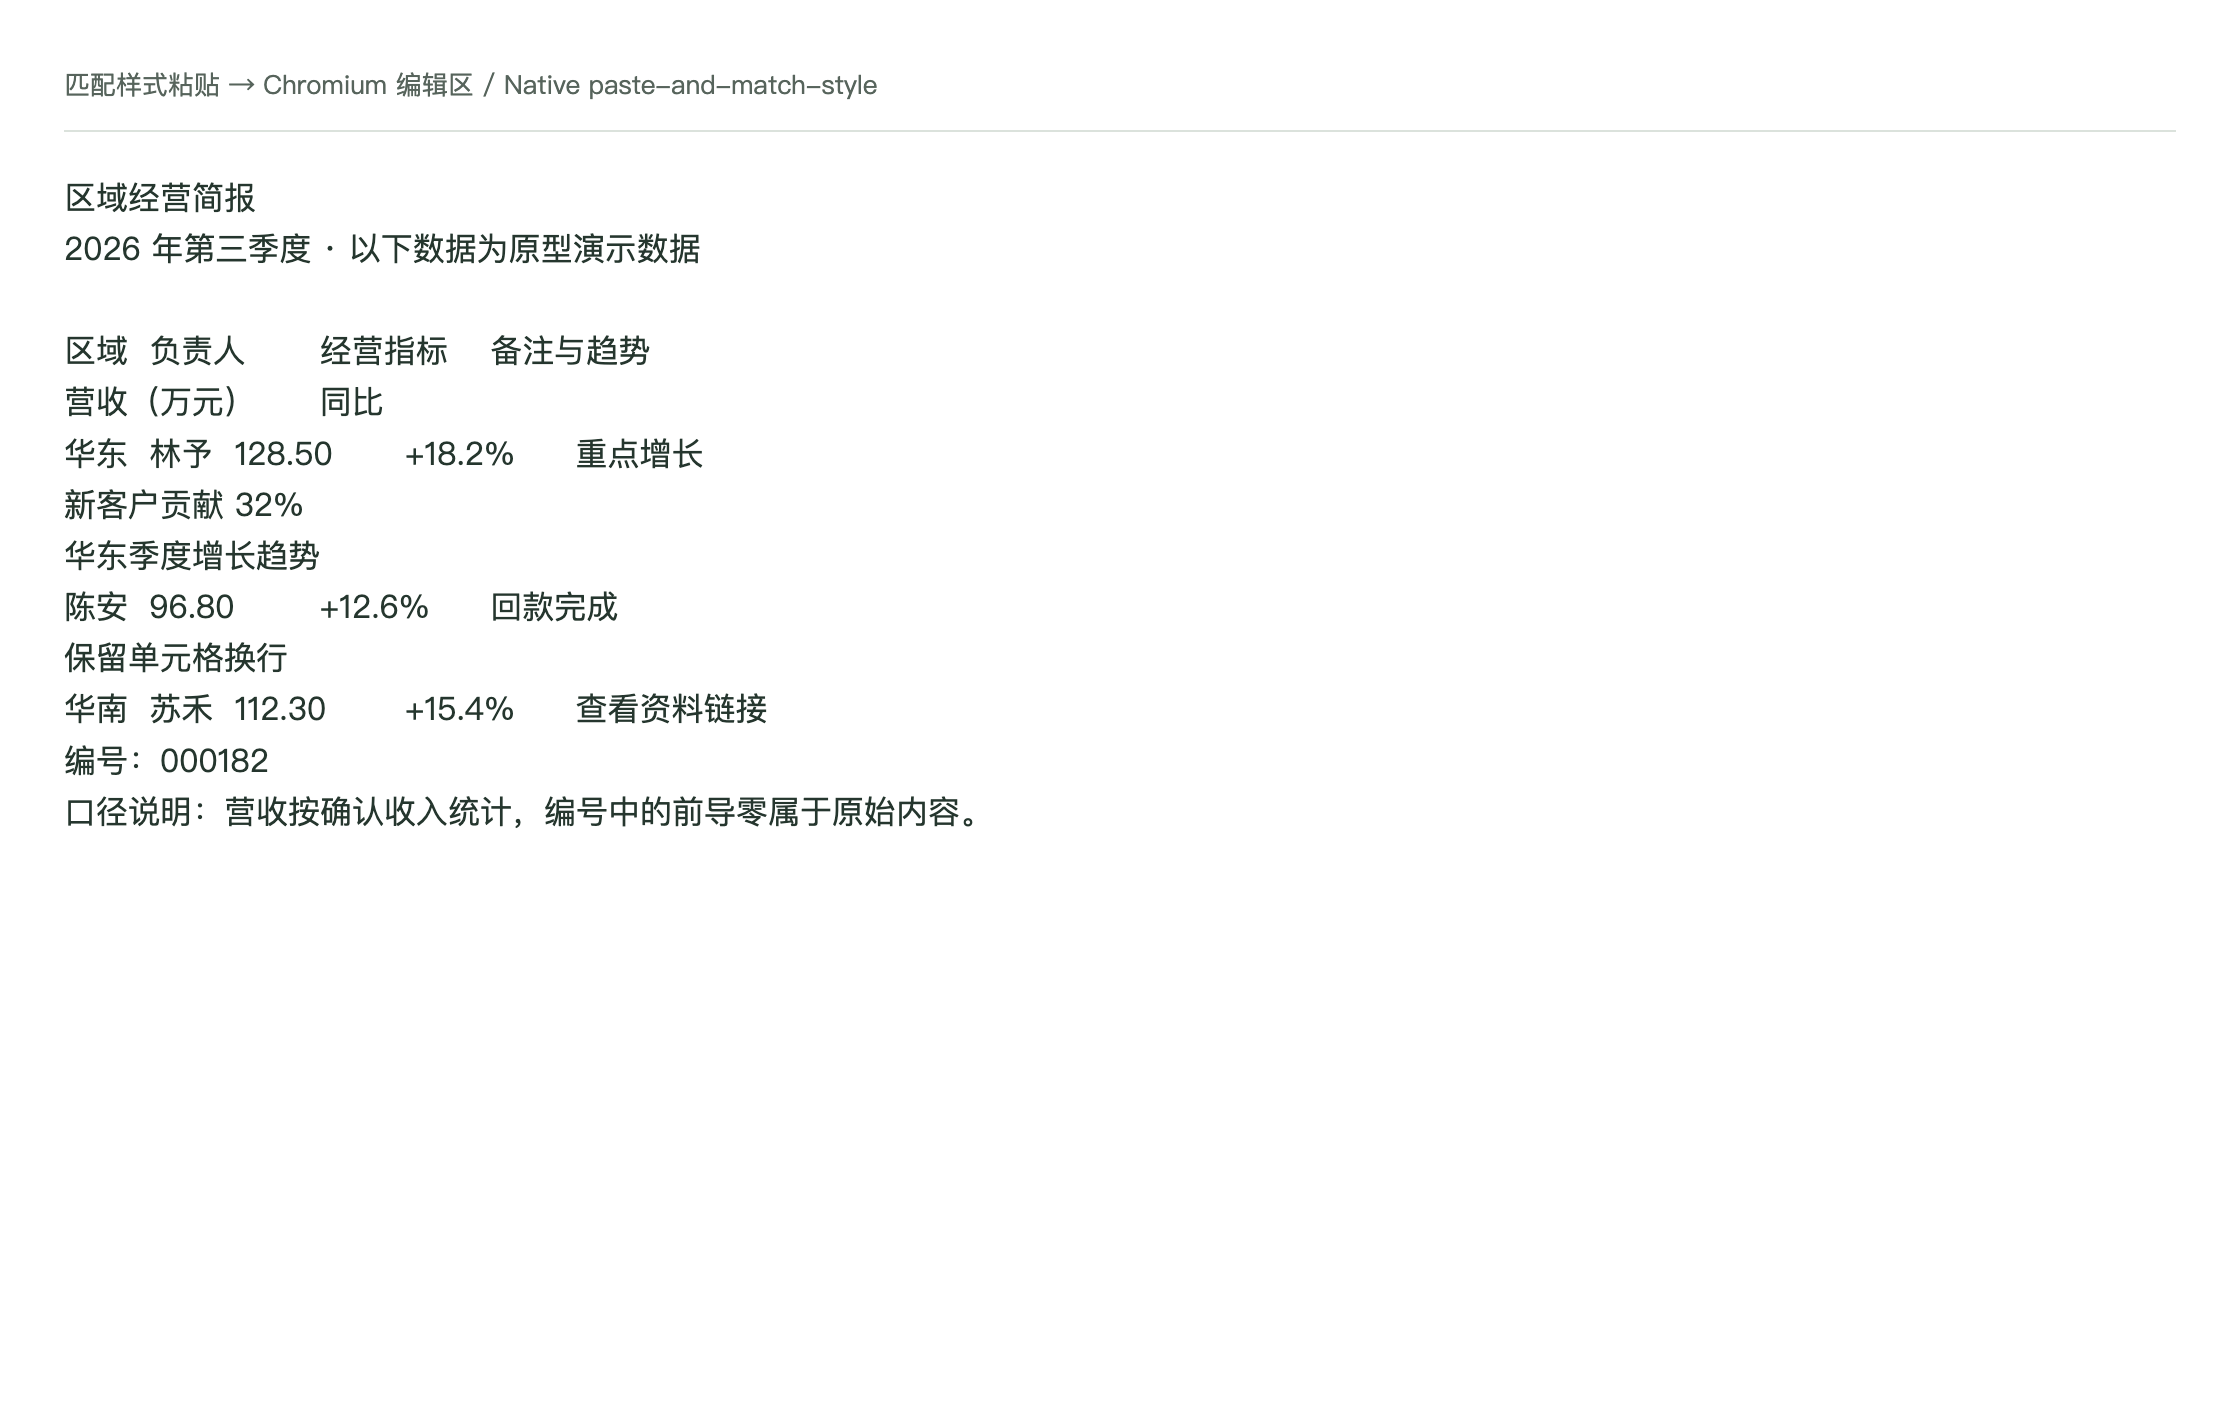 匹配样式粘贴 → Chromium 编辑区 / Native paste-and-match-style
区域经营简报
2026 年第三季度 · 以下数据为原型演示数据
区域 负责人 经营指标 备注与趋势
营收（万元） 同比
华东 林予 128.50 +18.2% 重点增长
新客户贡献 32%
华东季度增长趋势
陈安 96.80 +12.6% 回款完成
保留单元格换行
华南 苏禾 112.30 +15.4% 查看资料链接
编号：000182
口径说明：营收按确认收入统计，编号中的前导零属于原始内容。